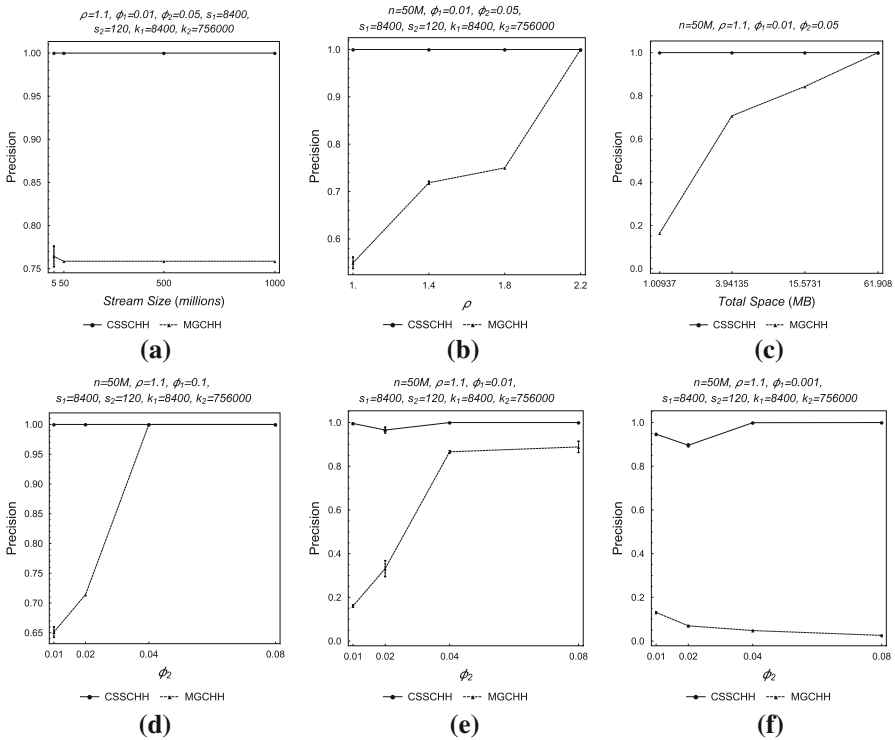 ρ=1.1, ϕ1=0.01, ϕ2=0.05, s1=8400,
s2=120, k1=8400, k2=756000
Precision
1.00
0.95
0.90
0.85
0.80
0.75
5 50 500 1000
Stream Size (millions)
CSSCHH MGCHH
(a)
n=50M, ϕ1=0.01, ϕ2=0.05,
s1=8400, s2=120, k1=8400, k2=756000
Precision
1.0
0.9
0.8
0.7
0.6
1. 1.4 1.8 2.2
ρ
CSSCHH MGCHH
(b)
n=50M, ρ=1.1, ϕ1=0.01, ϕ2=0.05
Precision
1.0
0.8
0.6
0.4
0.2
0.0
1.00937 3.94135 15.5731 61.908
Total Space (MB)
CSSCHH MGCHH
(c)
n=50M, ρ=1.1, ϕ1=0.1,
s1=8400, s2=120, k1=8400, k2=756000
Precision
1.00
0.95
0.90
0.85
0.80
0.75
0.70
0.65
0.01 0.02 0.04 0.08
ϕ2
CSSCHH MGCHH
(d)
n=50M, ρ=1.1, ϕ1=0.01,
s1=8400, s2=120, k1=8400, k2=756000
Precision
1.0
0.8
0.6
0.4
0.2
0.0
0.01 0.02 0.04 0.08
ϕ2
CSSCHH MGCHH
(e)
n=50M, ρ=1.1, ϕ1=0.001,
s1=8400, s2=120, k1=8400, k2=756000
Precision
1.0
0.8
0.6
0.4
0.2
0.0
0.01 0.02 0.04 0.08
ϕ2
CSSCHH MGCHH
(f)